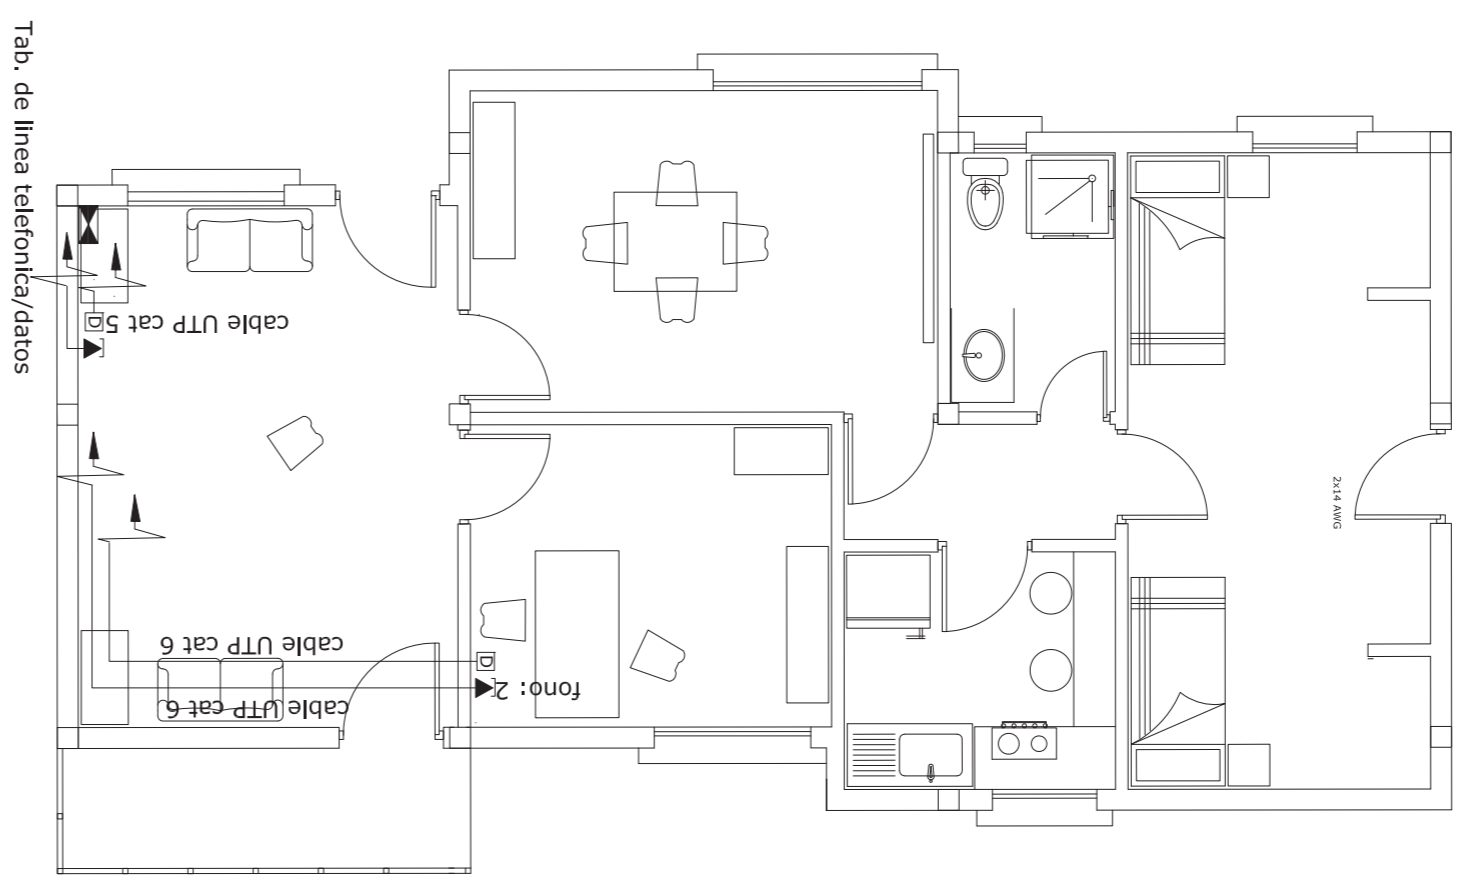 Tab. de linea telefonica/datos
cable UTP cat 5
D
2x14 AWG
cable UTP cat 6
D
fono: 2
cable UTP cat 6